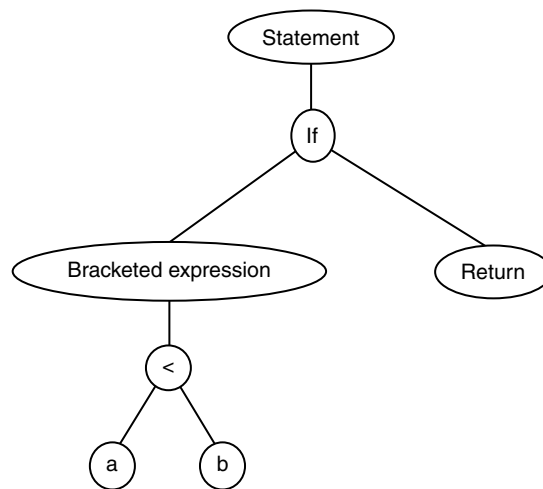 Statement
If
Bracketed expression
Return
<
a
b